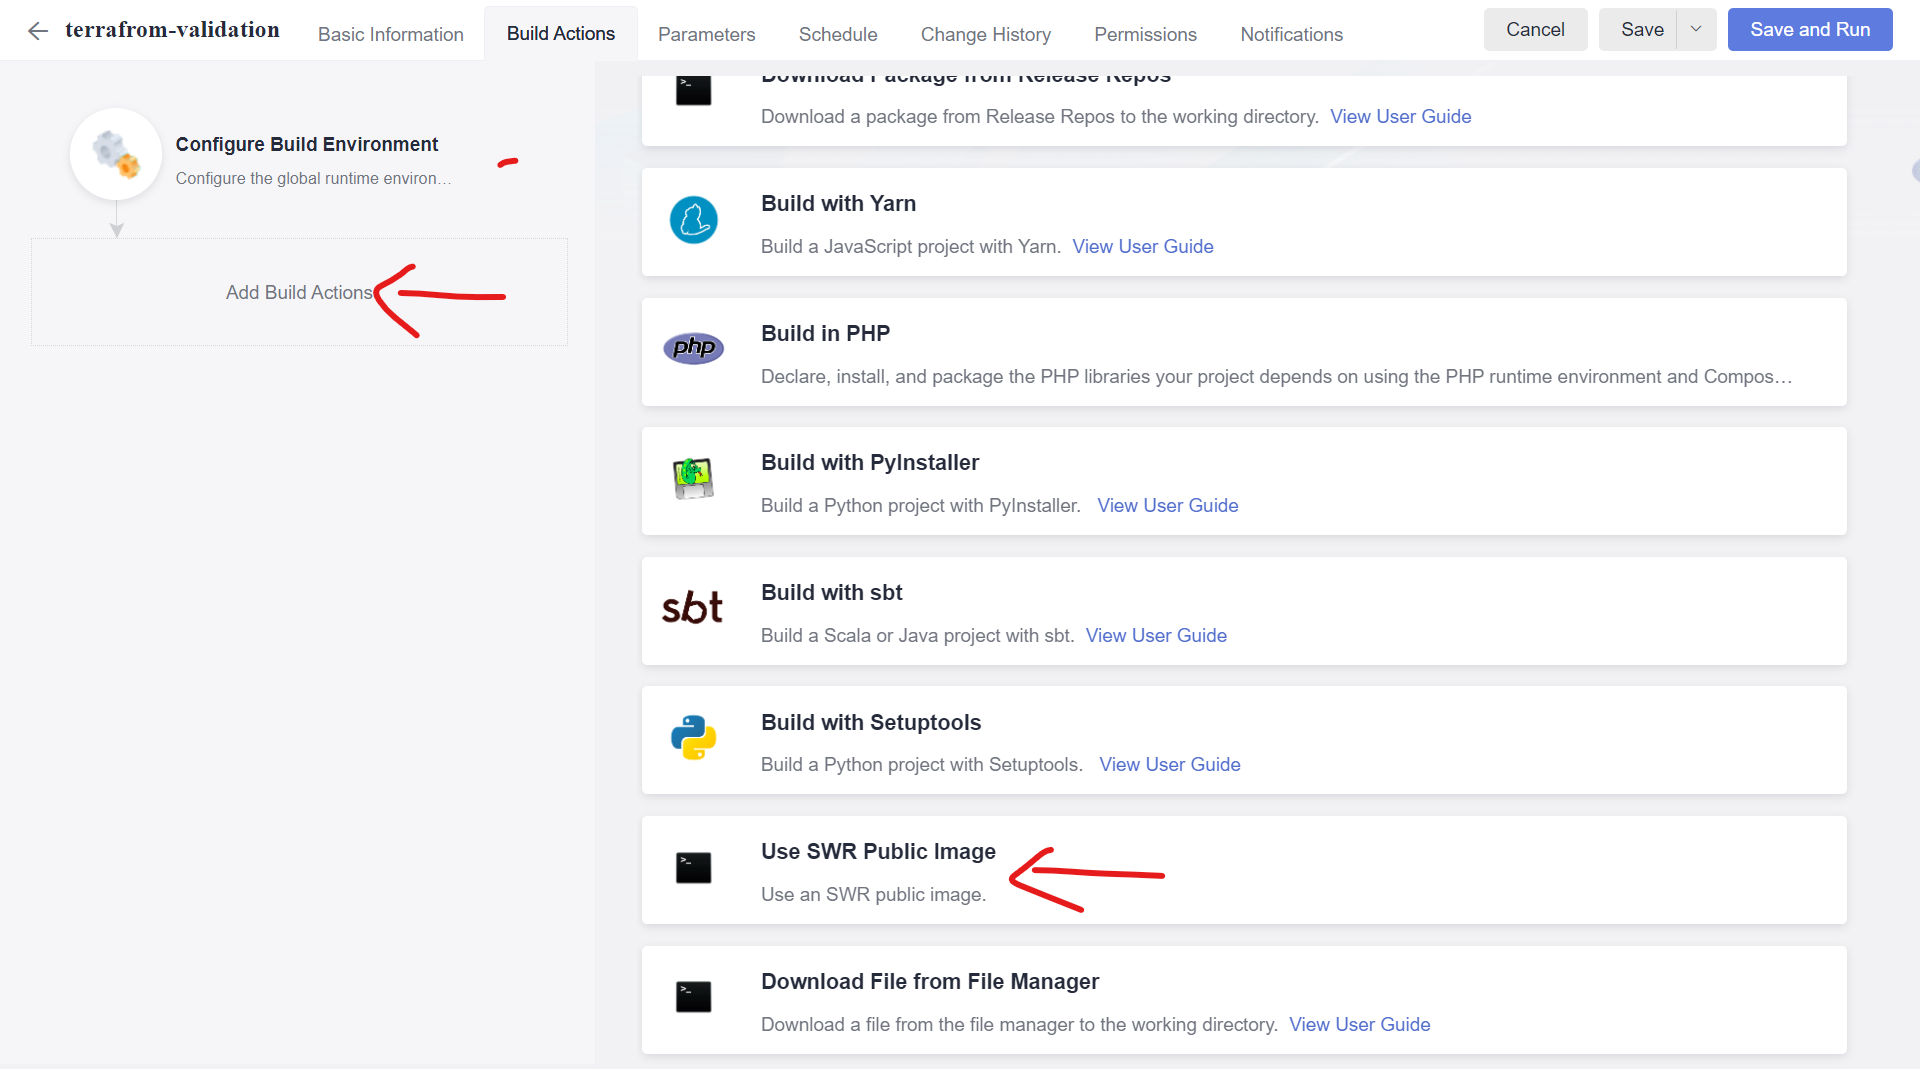 terrafrom-validation
Basic Information
Build Actions
Parameters
Schedule
Change History
Permissions
Notifications
Cancel
Save
Save and Run
Configure Build Environment
Configure the global runtime environ…
Add Build Actions
Download Package from Release Repos
Download a package from Release Repos to the working directory. View User Guide
Build with Yarn
Build a JavaScript project with Yarn. View User Guide
php
Build in PHP
Declare, install, and package the PHP libraries your project depends on using the PHP runtime environment and Compos…
Build with PyInstaller
Build a Python project with PyInstaller. View User Guide
sbt
Build with sbt
Build a Scala or Java project with sbt. View User Guide
Build with Setuptools
Build a Python project with Setuptools. View User Guide
>_
Use SWR Public Image
Use an SWR public image.
>_
Download File from File Manager
Download a file from the file manager to the working directory. View User Guide